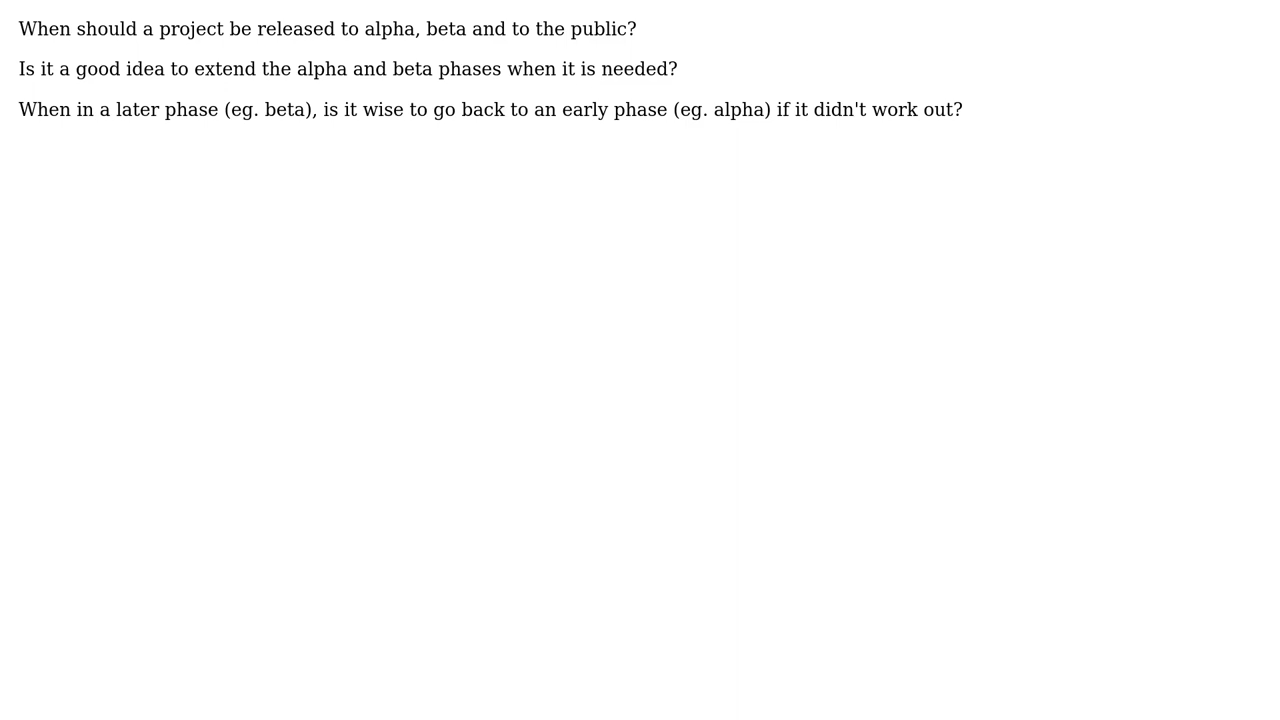 When should a project be released to alpha, beta and to the public?
Is it a good idea to extend the alpha and beta phases when it is needed?
When in a later phase (eg. beta), is it wise to go back to an early phase (eg. alpha) if it didn't work out?